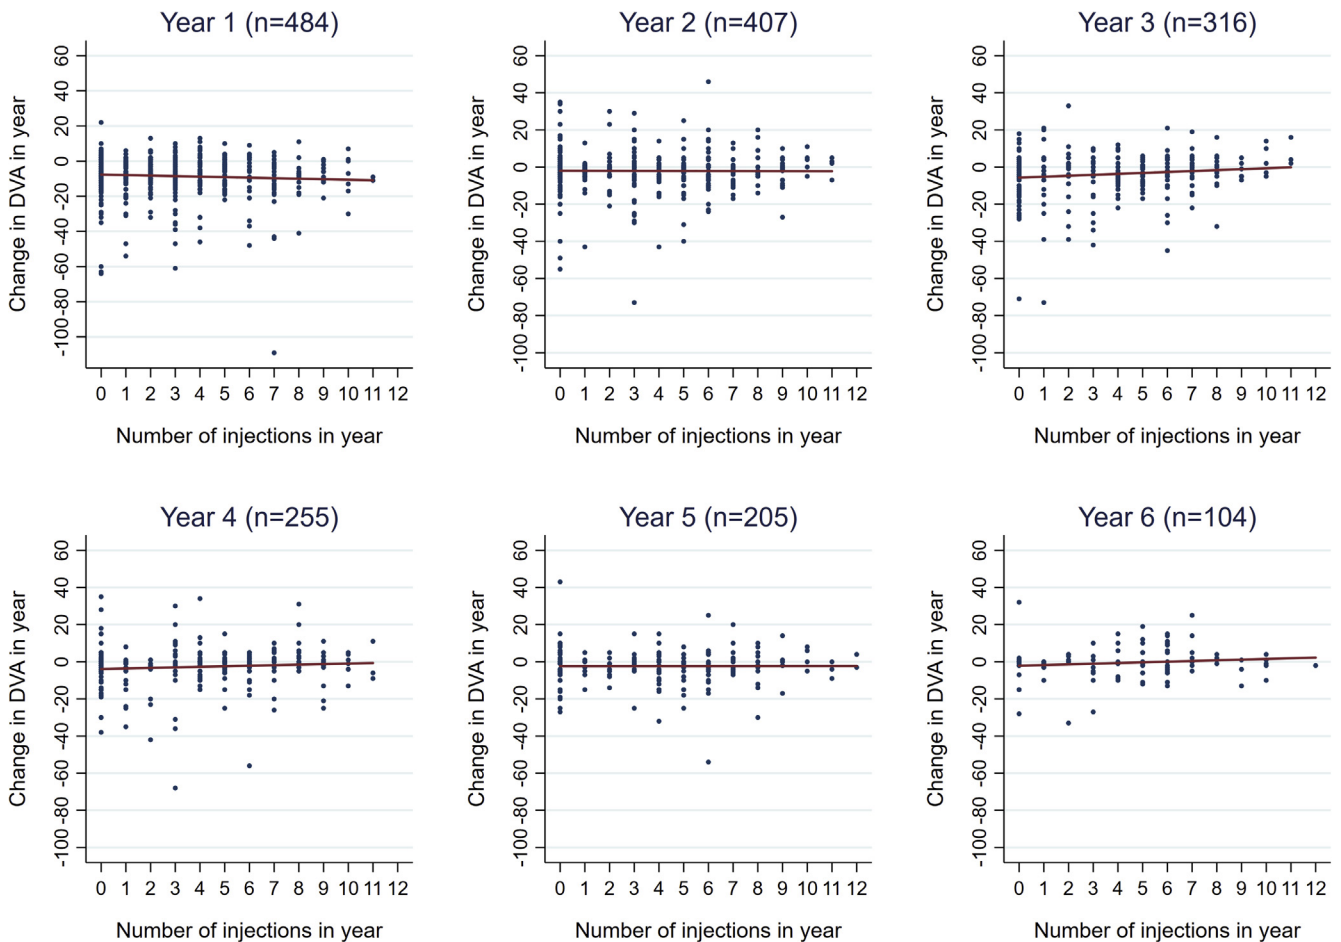 Year 1 (n=484)
Year 2 (n=407)
Year 3 (n=316)
Change in DVA in year
60
40
20
0
-20
-40
-60
-80
-100
0 1 2 3 4 5 6 7 8 9 10 11 12
Number of injections in year
Change in DVA in year
60
40
20
0
-20
-40
-60
-80
-100
0 1 2 3 4 5 6 7 8 9 10 11 12
Number of injections in year
Change in DVA in year
60
40
20
0
-20
-40
-60
-80
-100
0 1 2 3 4 5 6 7 8 9 10 11 12
Number of injections in year
Year 4 (n=255)
Year 5 (n=205)
Year 6 (n=104)
Change in DVA in year
60
40
20
0
-20
-40
-60
-80
-100
0 1 2 3 4 5 6 7 8 9 10 11 12
Number of injections in year
Change in DVA in year
60
40
20
0
-20
-40
-60
-80
-100
0 1 2 3 4 5 6 7 8 9 10 11 12
Number of injections in year
Change in DVA in year
60
40
20
0
-20
-40
-60
-80
-100
0 1 2 3 4 5 6 7 8 9 10 11 12
Number of injections in year